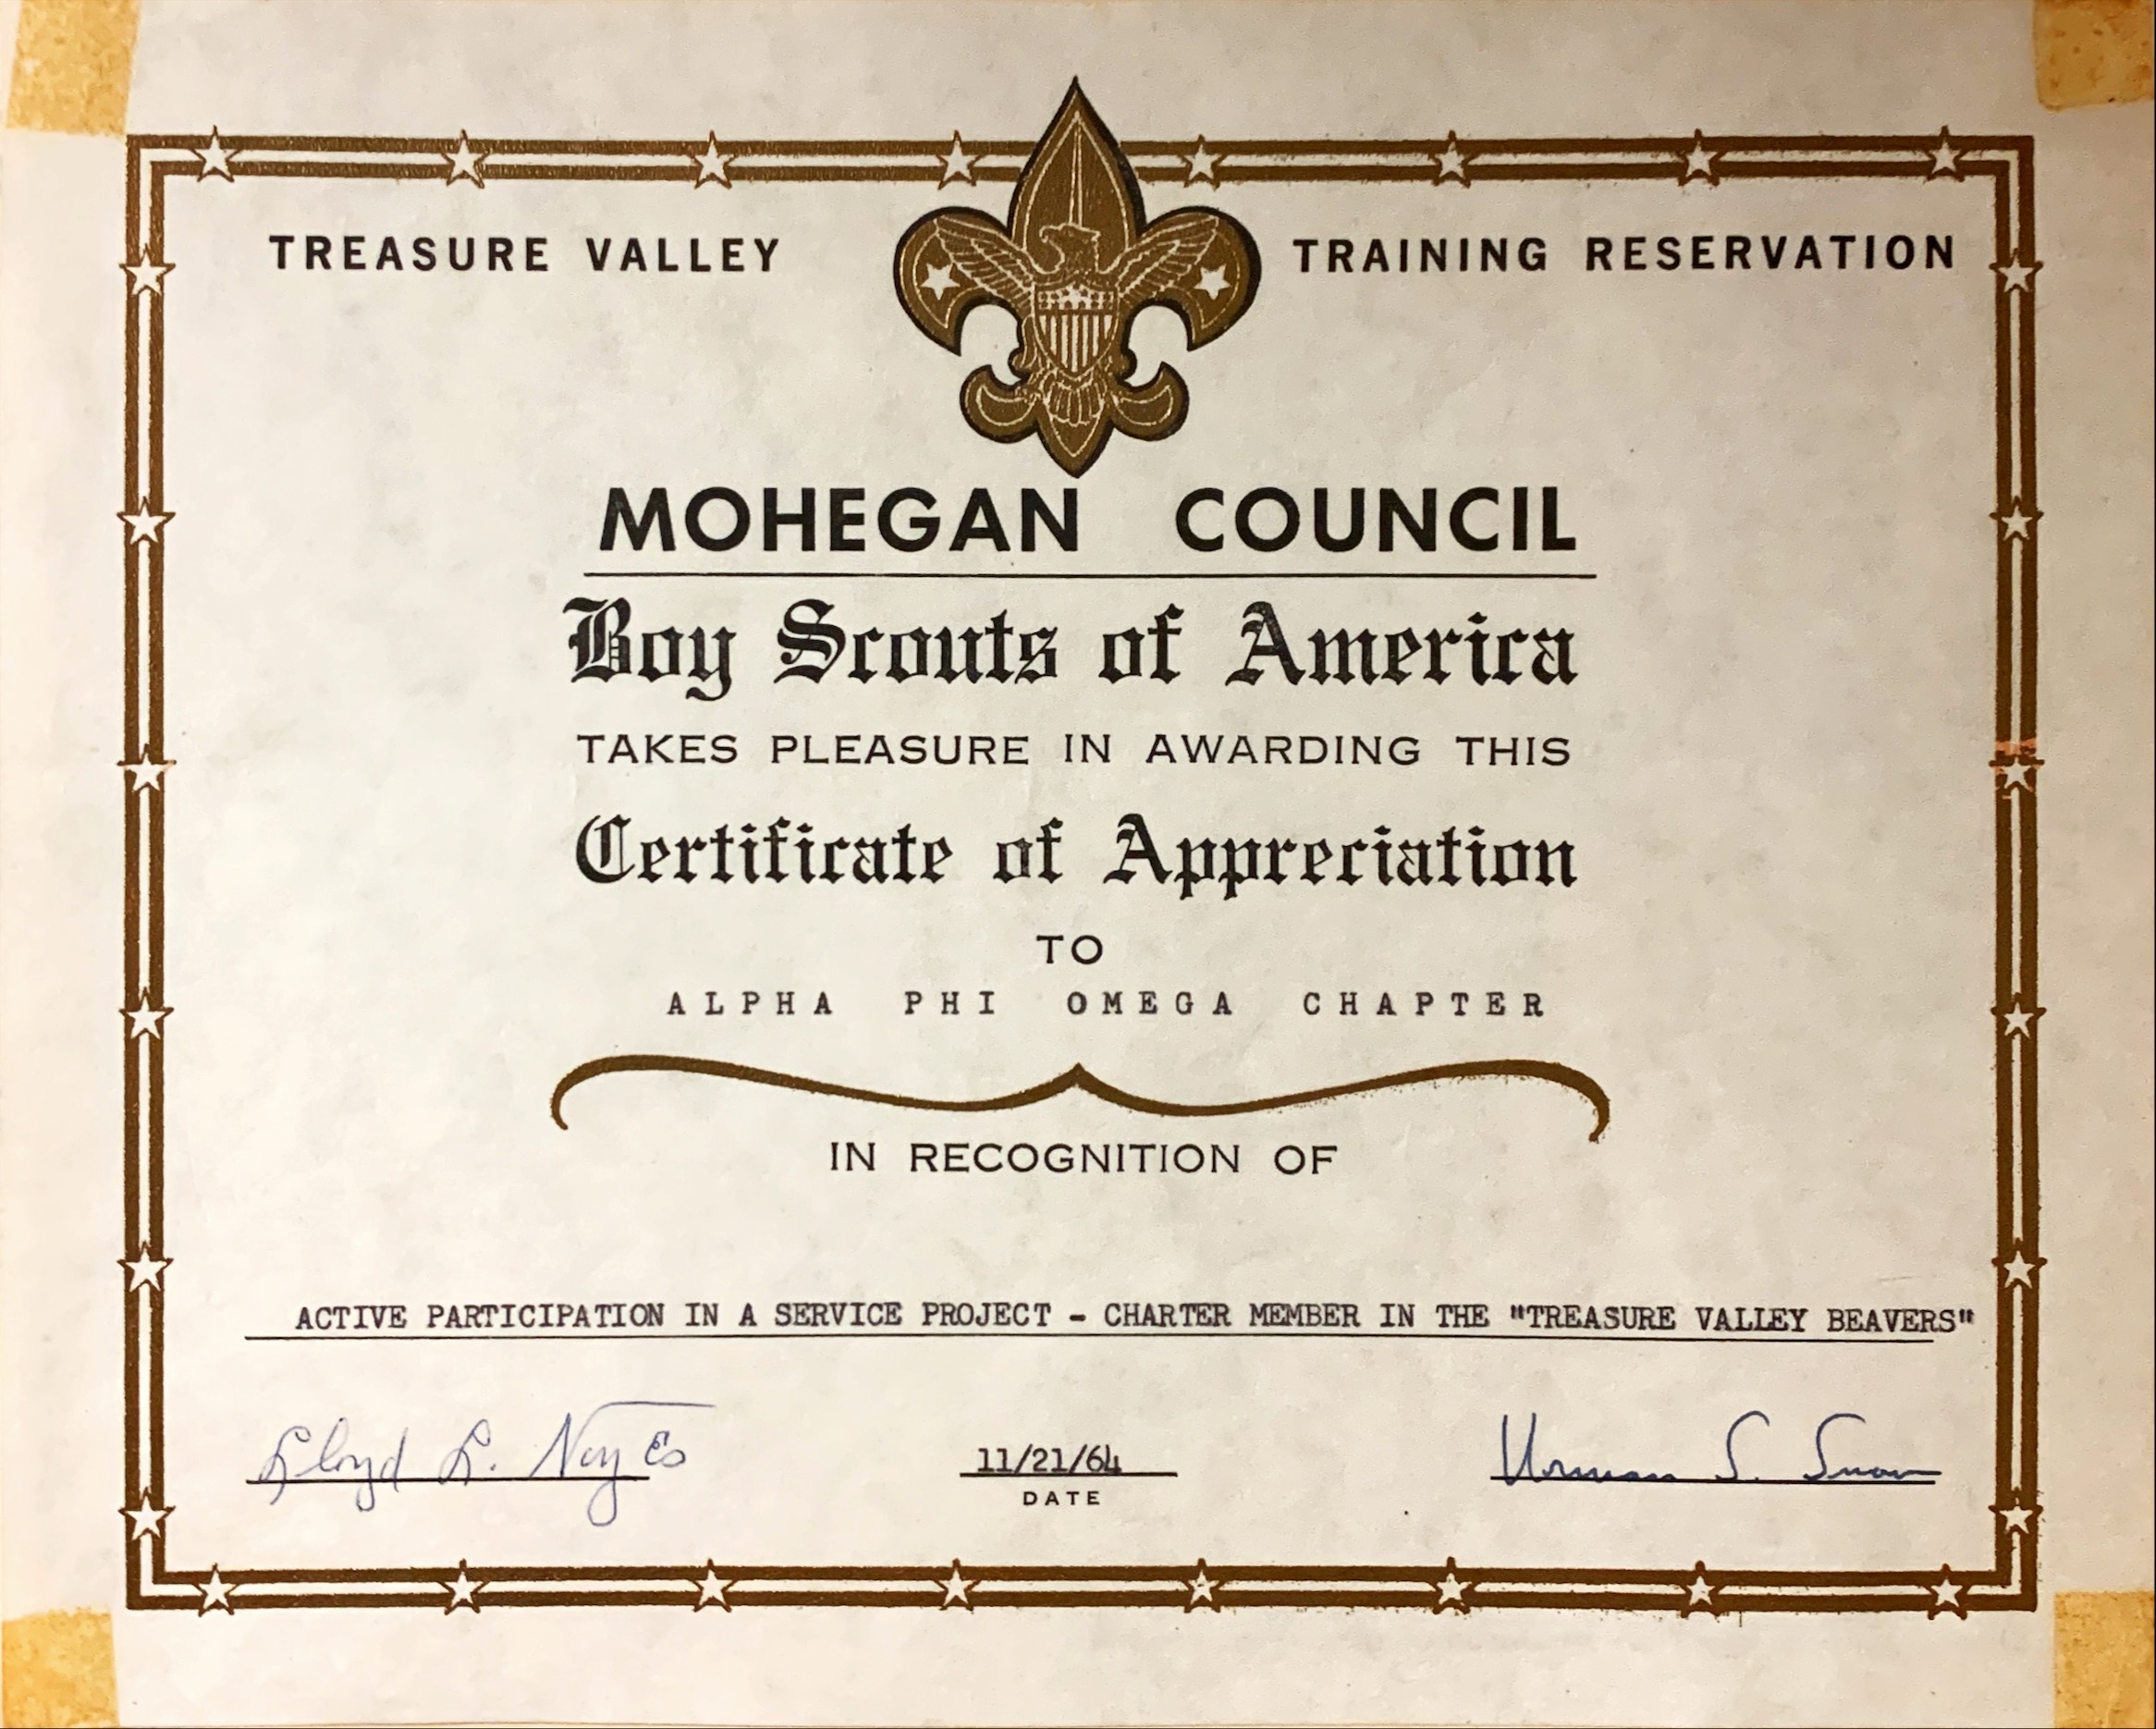 TREASURE VALLEY TRAINING RESERVATION
MOHEGAN COUNCIL
Boy Scouts of America
TAKES PLEASURE IN AWARDING THIS
Certificate of Appreciation
TO
ALPHA PHI OMEGA CHAPTER
IN RECOGNITION OF
ACTIVE PARTICIPATION IN A SERVICE PROJECT - CHARTER MEMBER IN THE "TREASURE VALLEY BEAVERS"
Lloyd L. Noyes 11/21/64 S. Snow
DATE